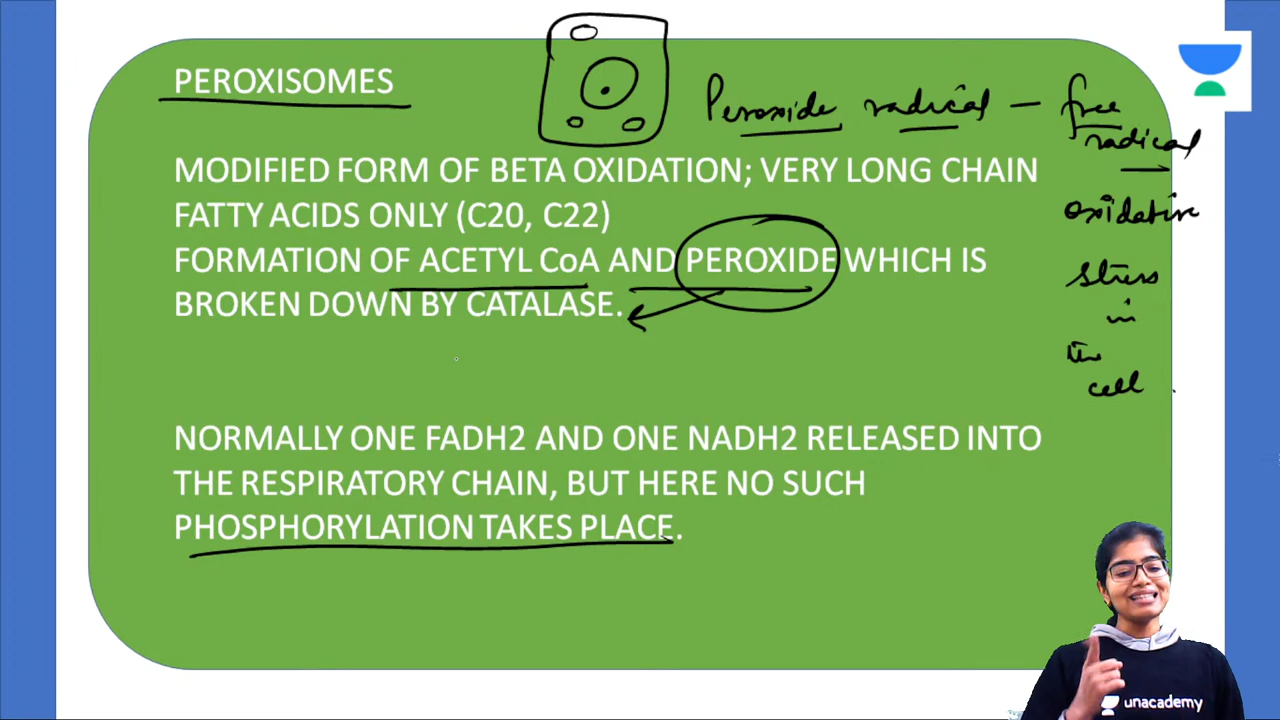 PEROXISOMES
Peroxide radical — free
radical
MODIFIED FORM OF BETA OXIDATION; VERY LONG CHAIN
FATTY ACIDS ONLY (C20, C22)
oxidative
FORMATION OF ACETYL CoA AND PEROXIDE WHICH IS
stress
BROKEN DOWN BY CATALASE.
in
the
cell
NORMALLY ONE FADH2 AND ONE NADH2 RELEASED INTO
THE RESPIRATORY CHAIN, BUT HERE NO SUCH
PHOSPHORYLATION TAKES PLACE.
unacademy